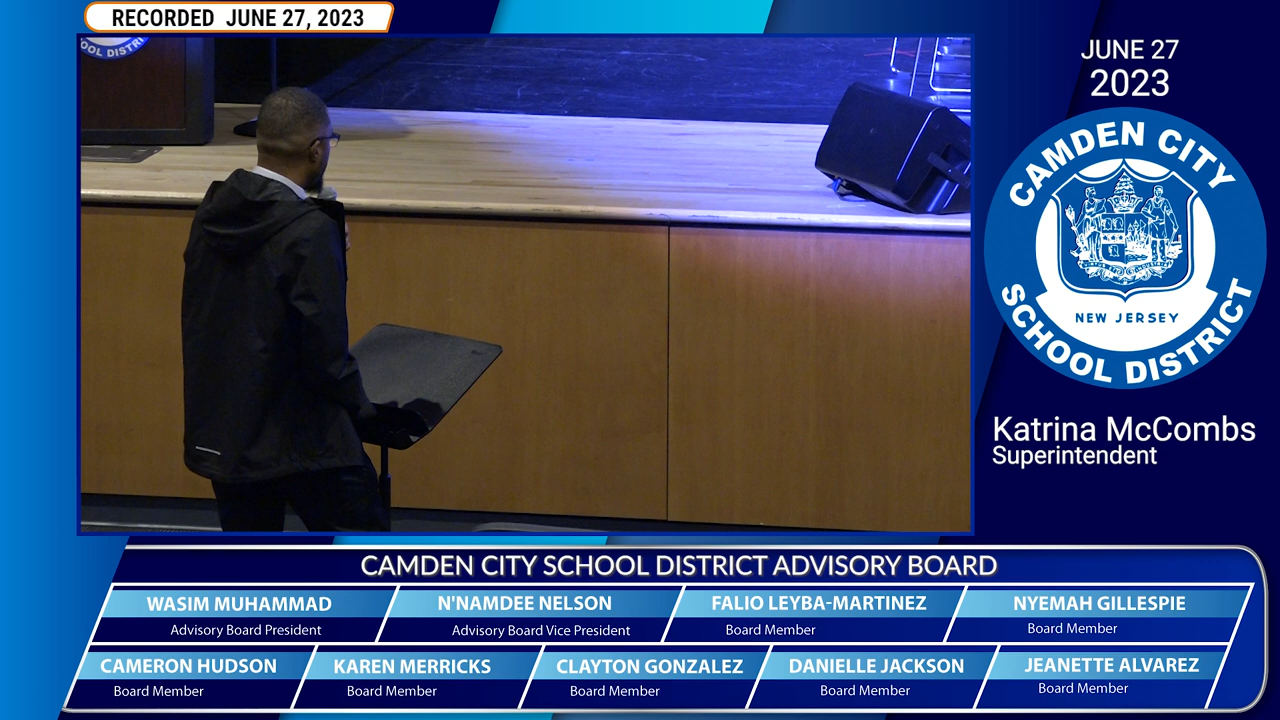 RECORDED JUNE 27, 2023
OOL DISTRI
JUNE 27
2023
CAMDEN CITY
NEW JERSEY
SCHOOL DISTRICT
Katrina McCombs
Superintendent
CAMDEN CITY SCHOOL DISTRICT ADVISORY BOARD
WASIM MUHAMMAD N'NAMDEE NELSON FALIO LEYBA-MARTINEZ NYEMAH GILLESPIE
Advisory Board President Advisory Board Vice President Board Member Board Member
CAMERON HUDSON KAREN MERRICKS CLAYTON GONZALEZ DANIELLE JACKSON JEANETTE ALVAREZ
Board Member Board Member Board Member Board Member Board Member